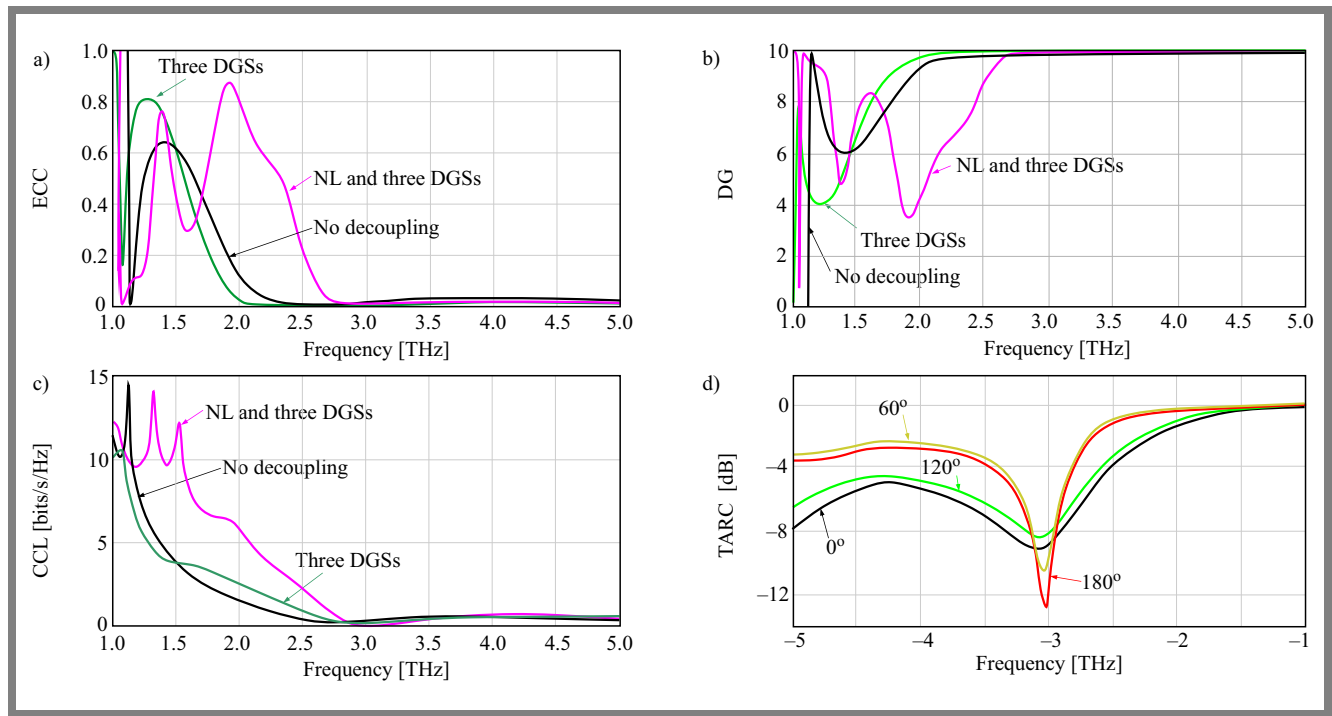 a)
1.0
0.8
0.6
0.4
0.2
0
ECC
Three DGSs
NL and three DGSs
No decoupling
1.0 1.5 2.0 2.5 3.0 3.5 4.0 4.5 5.0
Frequency [THz]
b)
10
8
6
4
2
0
DG
NL and three DGSs
Three DGSs
No decoupling
1.0 1.5 2.0 2.5 3.0 3.5 4.0 4.5 5.0
Frequency [THz]
c)
15
10
5
0
CCL [bits/s/Hz]
NL and three DGSs
No decoupling
Three DGSs
1.0 1.5 2.0 2.5 3.0 3.5 4.0 4.5 5.0
Frequency [THz]
d)
0
–4
–8
–12
TARC [dB]
60º
120º
0º
180º
–5 –4 –3 –2 –1
Frequency [THz]